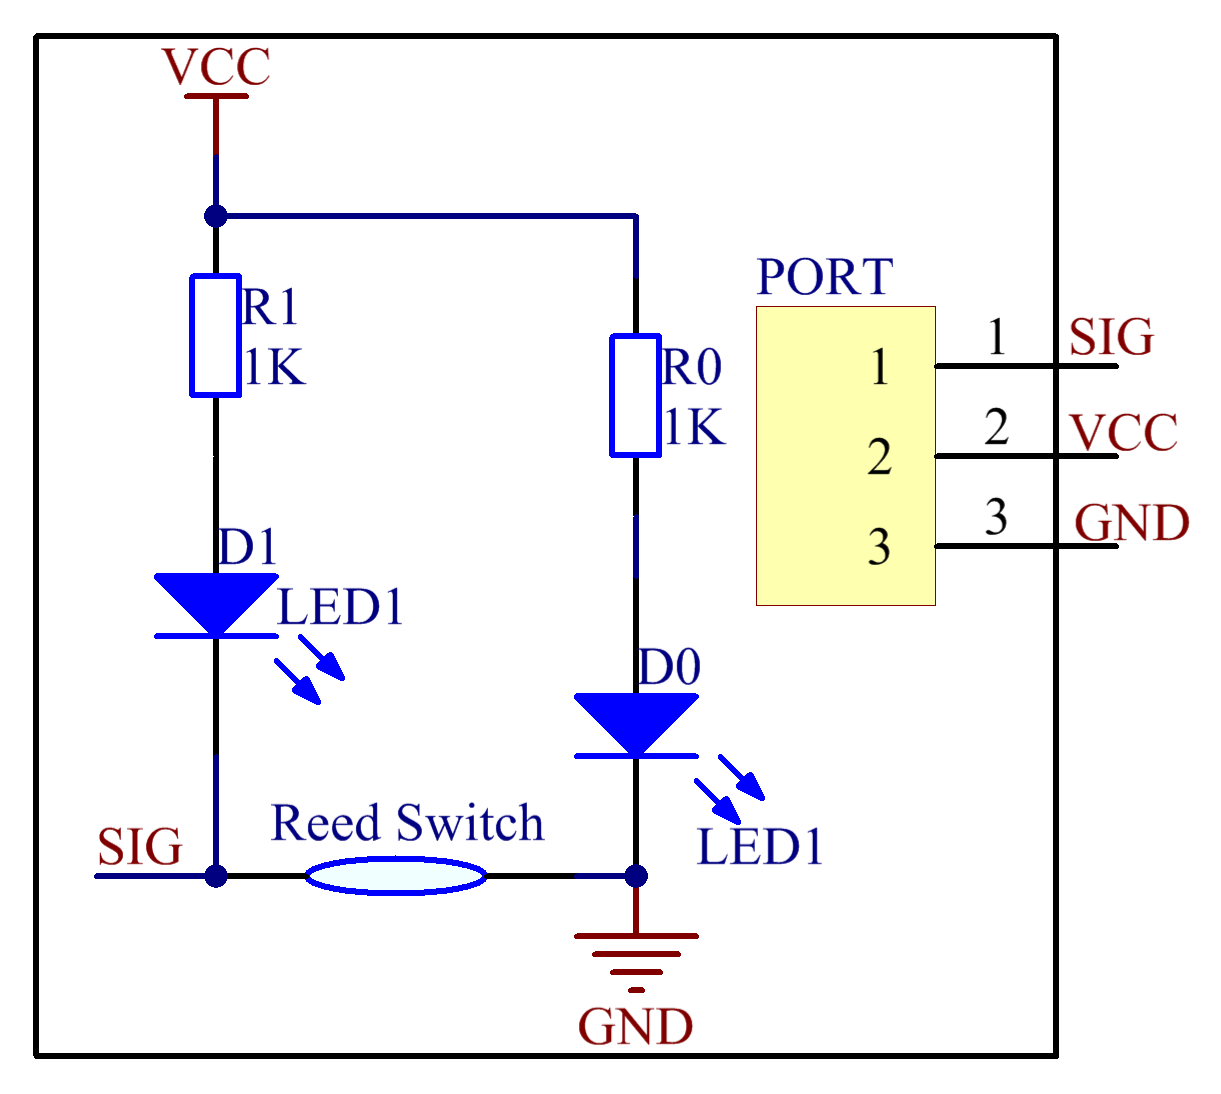 VCC
R1
1K
R0
1K
D1
LED1
D0
LED1
SIG
Reed Switch
GND
PORT
1 1 SIG
2 2 VCC
3 3 GND